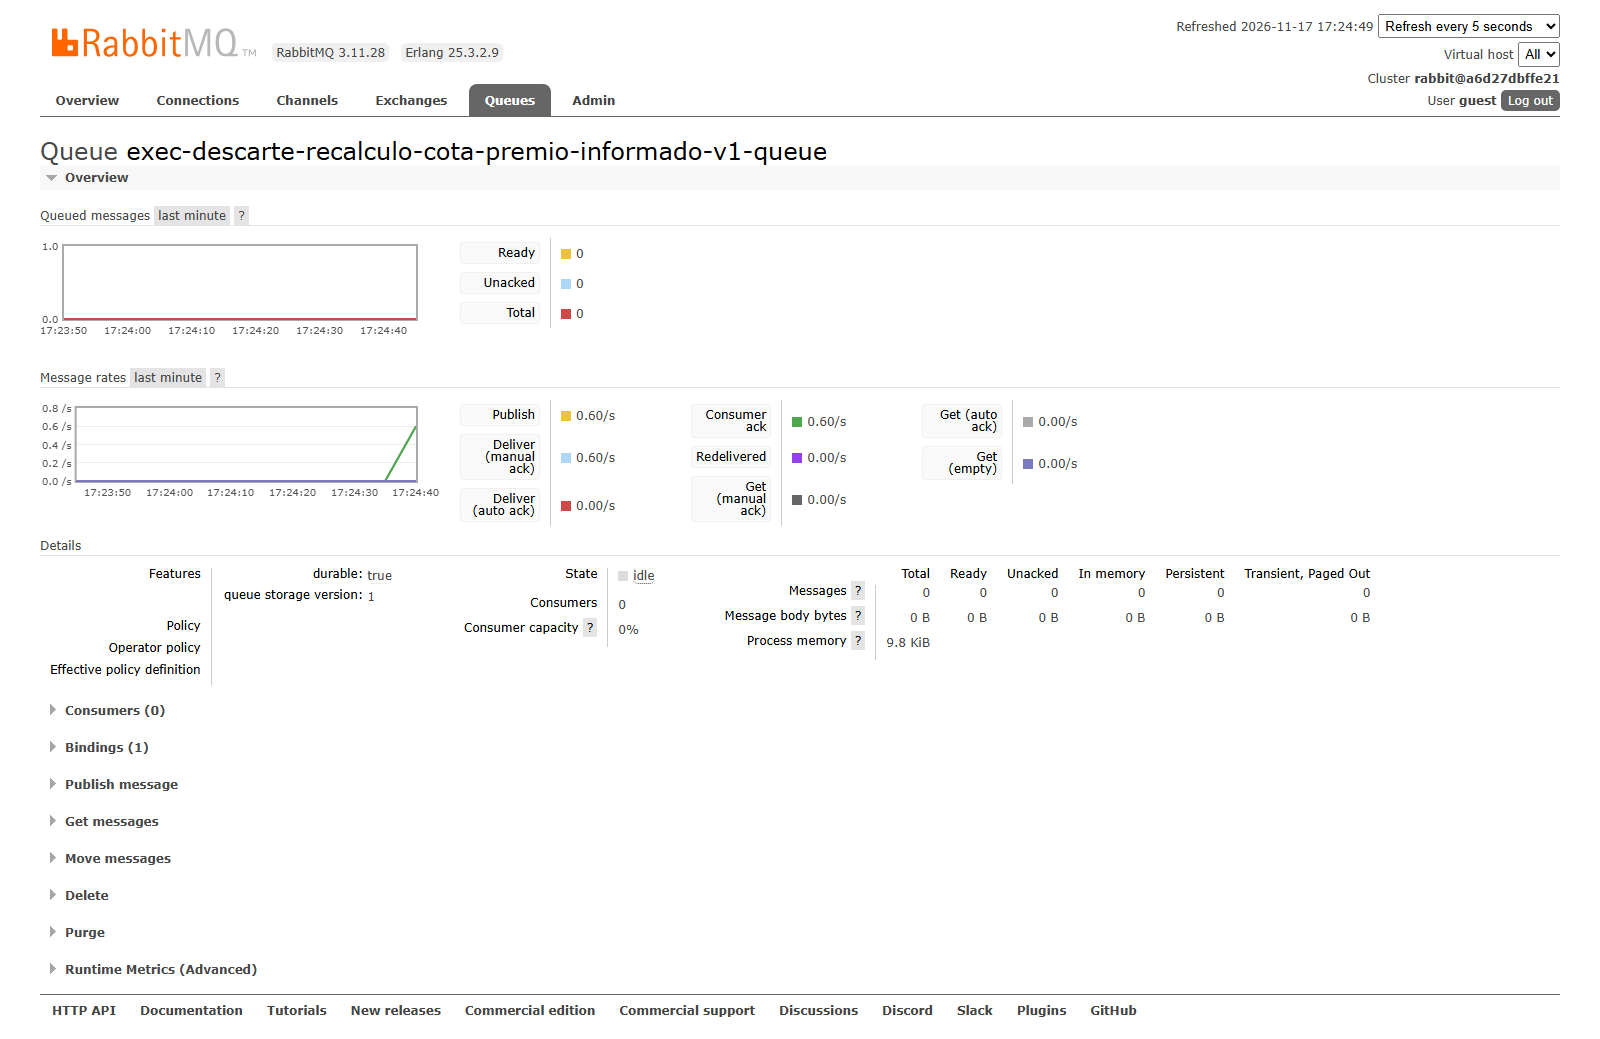 RabbitMQ TM RabbitMQ 3.11.28 Erlang 25.3.2.9
Refreshed 2026-11-17 17:24:49 Refresh every 5 seconds
Virtual host All
Cluster rabbit@a6d27dbffe21
User guest Log out
Overview Connections Channels Exchanges Queues Admin
Queue exec-descarte-recalculo-cota-premio-informado-v1-queue
Overview
Queued messages last minute ?
1.0
0.0
17:23:50 17:24:00 17:24:10 17:24:20 17:24:30 17:24:40
Ready 0
Unacked 0
Total 0
Message rates last minute ?
0.8 /s
0.6 /s
0.4 /s
0.2 /s
0.0 /s
17:23:50 17:24:00 17:24:10 17:24:20 17:24:30 17:24:40
Publish 0.60/s
Deliver
(manual
ack) 0.60/s
Deliver
(auto ack) 0.00/s
Consumer
ack 0.60/s
Redelivered 0.00/s
Get
(manual
ack) 0.00/s
Get (auto
ack) 0.00/s
Get
(empty) 0.00/s
Details
Features durable: true
queue storage version: 1
Policy
Operator policy
Effective policy definition
State idle
Consumers 0
Consumer capacity ? 0%
Total Ready Unacked In memory Persistent Transient, Paged Out
Messages ? 0 0 0 0 0 0
Message body bytes ? 0 B 0 B 0 B 0 B 0 B 0 B
Process memory ? 9.8 KiB
Consumers (0)
Bindings (1)
Publish message
Get messages
Move messages
Delete
Purge
Runtime Metrics (Advanced)
HTTP API Documentation Tutorials New releases Commercial edition Commercial support Discussions Discord Slack Plugins GitHub